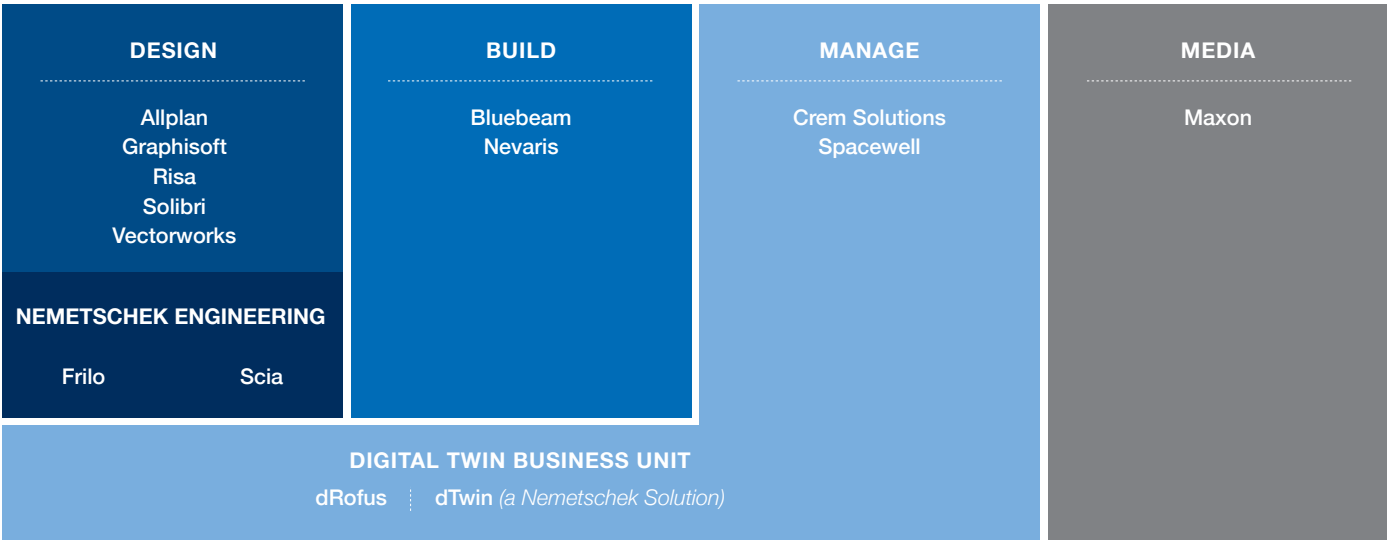 DESIGN
Allplan
Graphisoft
Risa
Solibri
Vectorworks
NEMETSCHEK ENGINEERING
Frilo Scia
BUILD
Bluebeam
Nevaris
MANAGE
Crem Solutions
Spacewell
MEDIA
Maxon
DIGITAL TWIN BUSINESS UNIT
dRofus dTwin (a Nemetschek Solution)